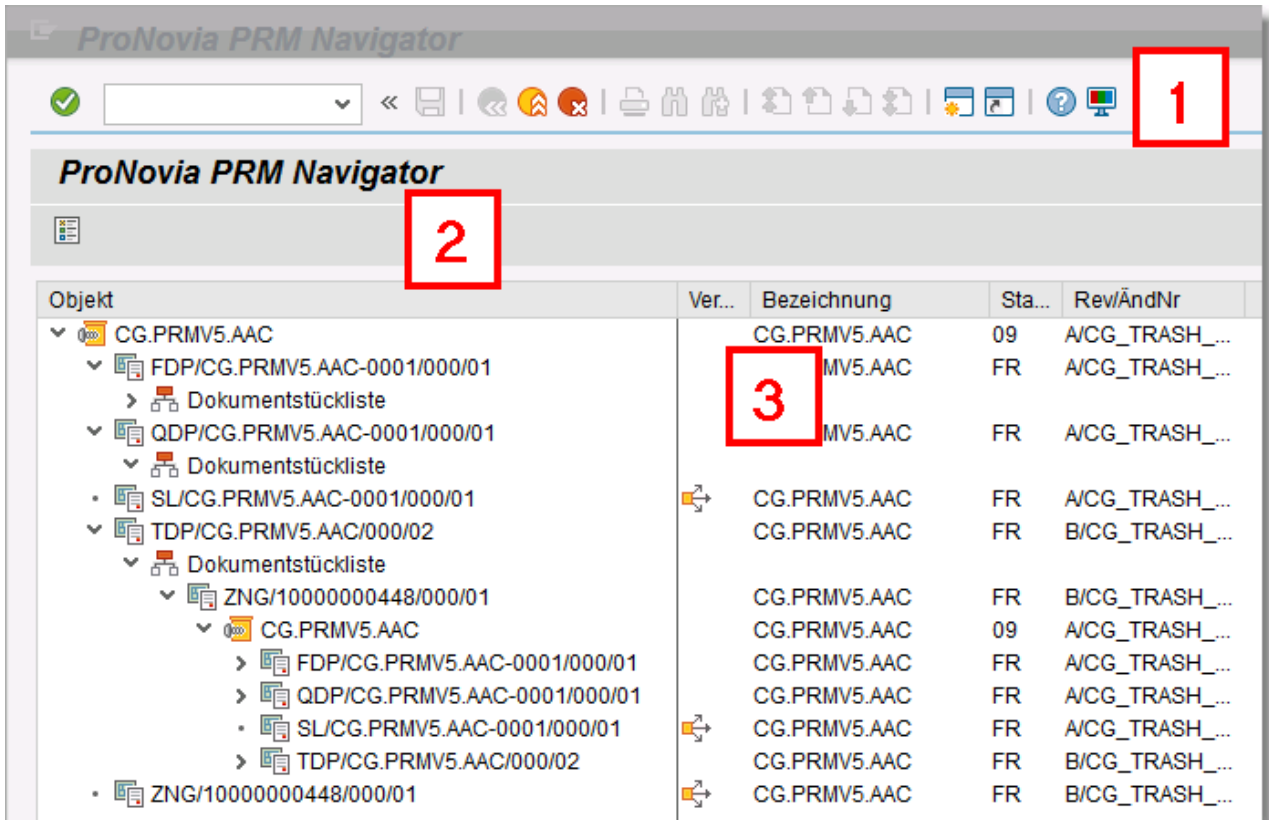 ProNovia PRM Navigator
1
ProNovia PRM Navigator
2
Objekt Ver... Bezeichnung Sta... Rev/ÄndNr
CG.PRMV5.AAC CG.PRMV5.AAC 09 A/CG_TRASH_...
FDP/CG.PRMV5.AAC-0001/000/01 MV5.AAC FR A/CG_TRASH_...
3
Dokumentstückliste
QDP/CG.PRMV5.AAC-0001/000/01 MV5.AAC FR A/CG_TRASH_...
Dokumentstückliste
SL/CG.PRMV5.AAC-0001/000/01 CG.PRMV5.AAC FR A/CG_TRASH_...
TDP/CG.PRMV5.AAC/000/02 CG.PRMV5.AAC FR B/CG_TRASH_...
Dokumentstückliste
ZNG/10000000448/000/01 CG.PRMV5.AAC FR B/CG_TRASH_...
CG.PRMV5.AAC CG.PRMV5.AAC 09 A/CG_TRASH_...
FDP/CG.PRMV5.AAC-0001/000/01 CG.PRMV5.AAC FR A/CG_TRASH_...
QDP/CG.PRMV5.AAC-0001/000/01 CG.PRMV5.AAC FR A/CG_TRASH_...
SL/CG.PRMV5.AAC-0001/000/01 CG.PRMV5.AAC FR A/CG_TRASH_...
TDP/CG.PRMV5.AAC/000/02 CG.PRMV5.AAC FR B/CG_TRASH_...
ZNG/10000000448/000/01 CG.PRMV5.AAC FR B/CG_TRASH_...